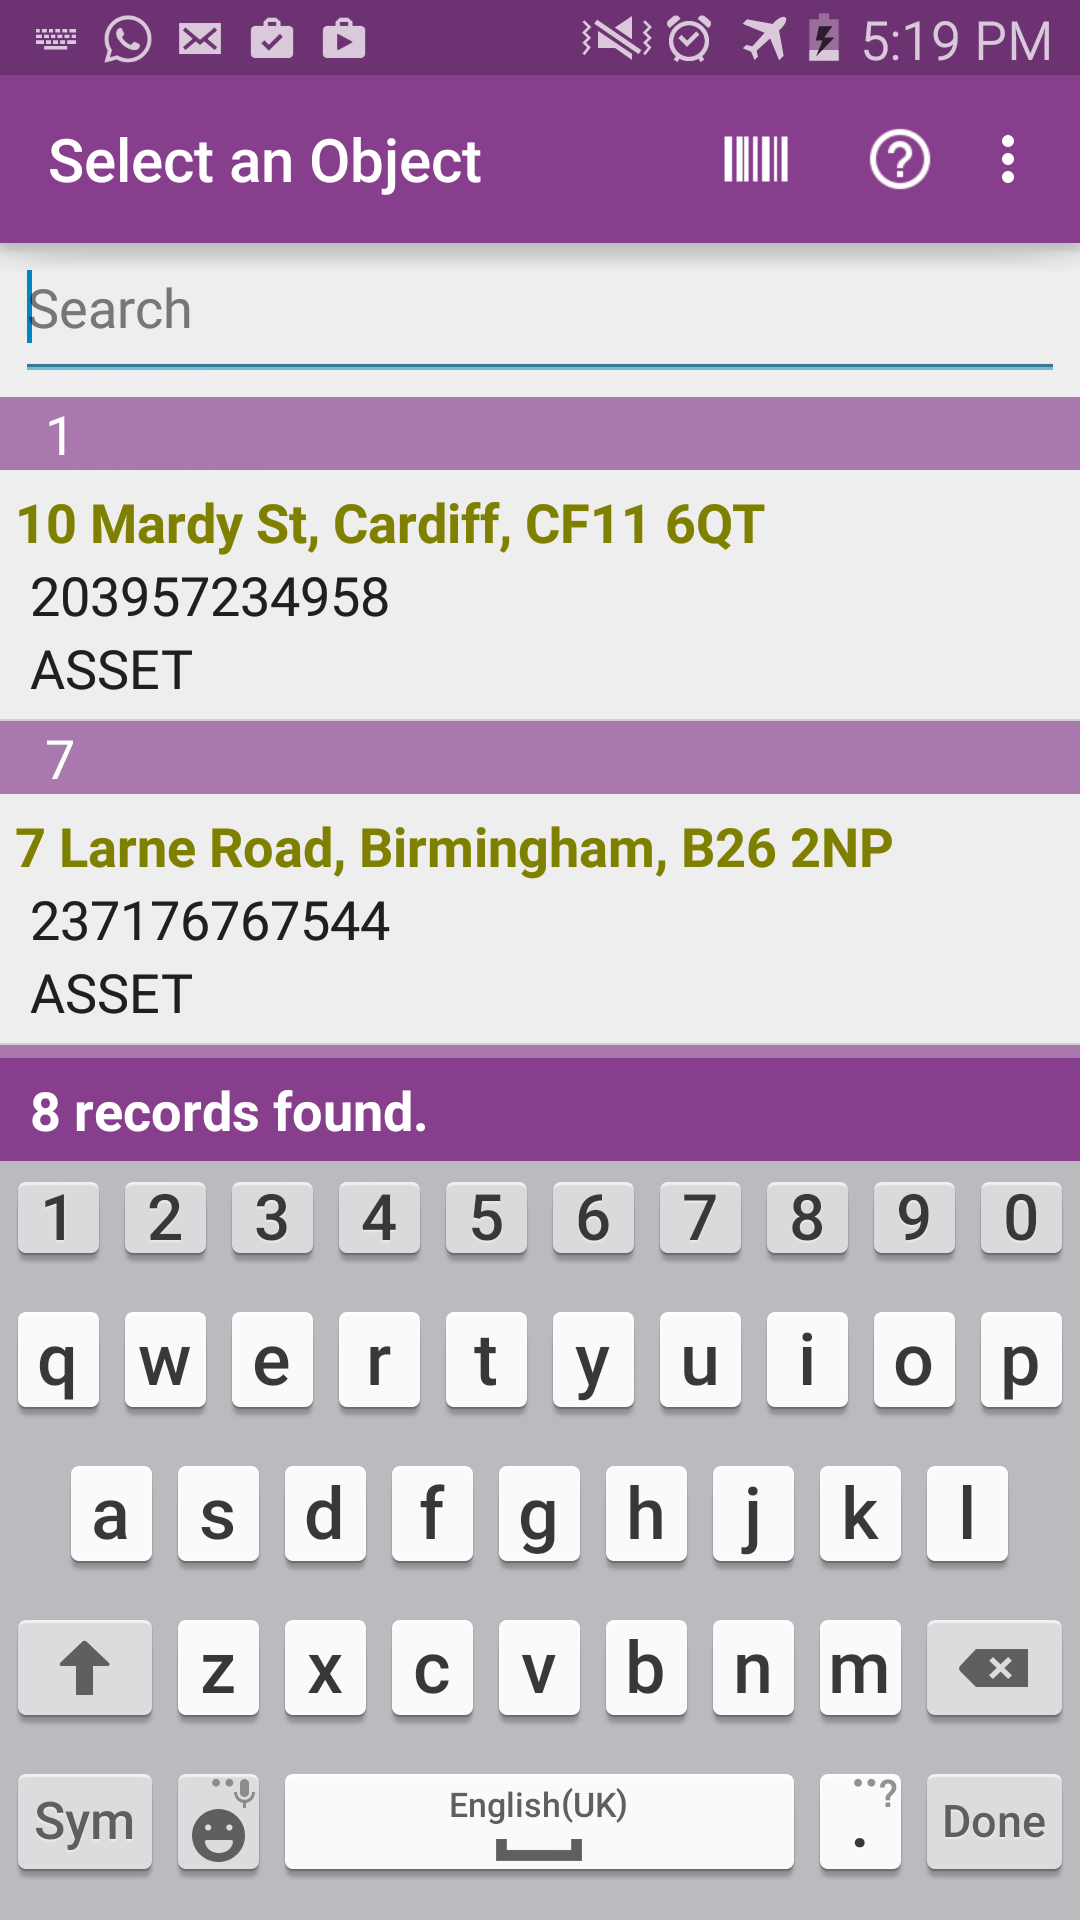 5:19 PM
Select an Object
Search
1
10 Mardy St, Cardiff, CF11 6QT
203957234958
ASSET
7
7 Larne Road, Birmingham, B26 2NP
237176767544
ASSET
8 records found.
1 2 3 4 5 6 7 8 9 0
q w e r t y u i o p
a s d f g h j k l
z x c v b n m
Sym English(UK) . ? Done